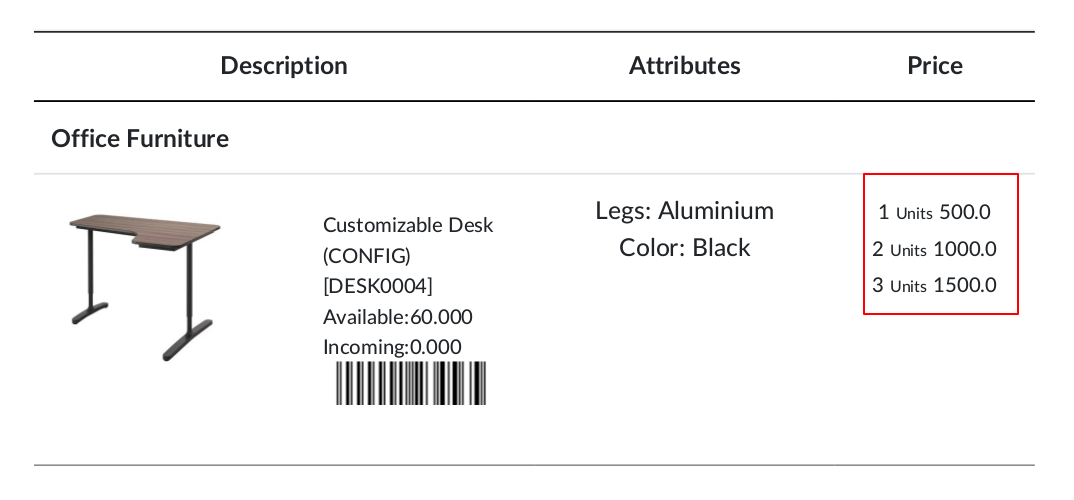 Description Attributes Price
Office Furniture
Customizable Desk
(CONFIG)
[DESK0004]
Available:60.000
Incoming:0.000
Legs: Aluminium
Color: Black
1 Units 500.0
2 Units 1000.0
3 Units 1500.0